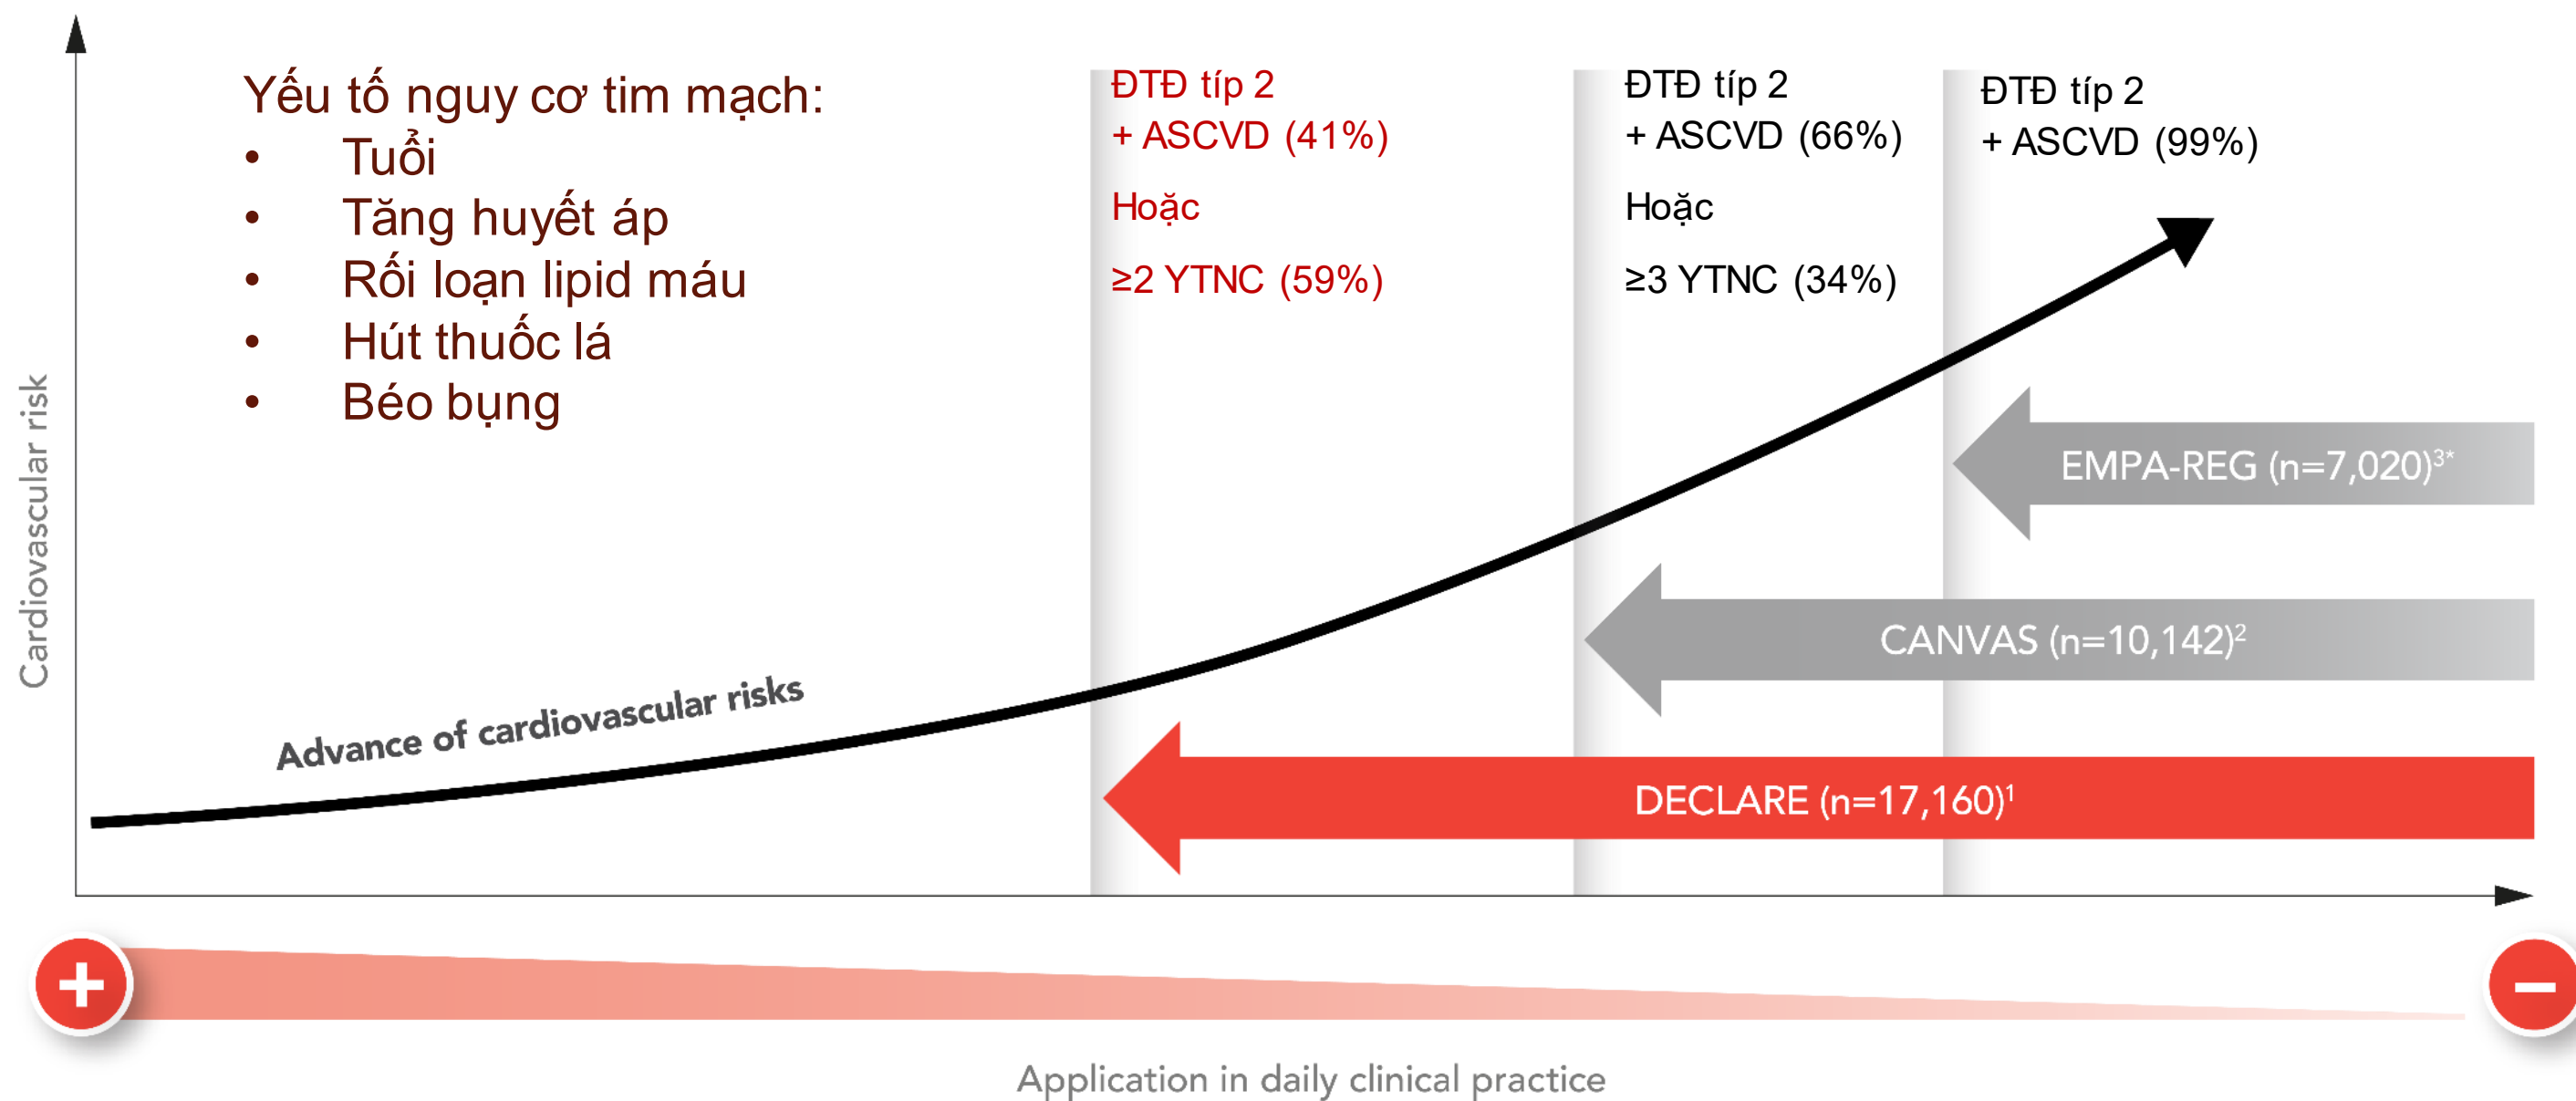 Yếu tố nguy cơ tim mạch:
• Tuổi
• Tăng huyết áp
• Rối loạn lipid máu
• Hút thuốc lá
• Béo bụng
ĐTĐ típ 2
+ ASCVD (41%)
Hoặc
≥2 YTNC (59%)
ĐTĐ típ 2
+ ASCVD (66%)
Hoặc
≥3 YTNC (34%)
ĐTĐ típ 2
+ ASCVD (99%)
Cardiovascular risk
Advance of cardiovascular risks
EMPA-REG (n=7,020)³*
CANVAS (n=10,142)²
DECLARE (n=17,160)¹
+
−
Application in daily clinical practice